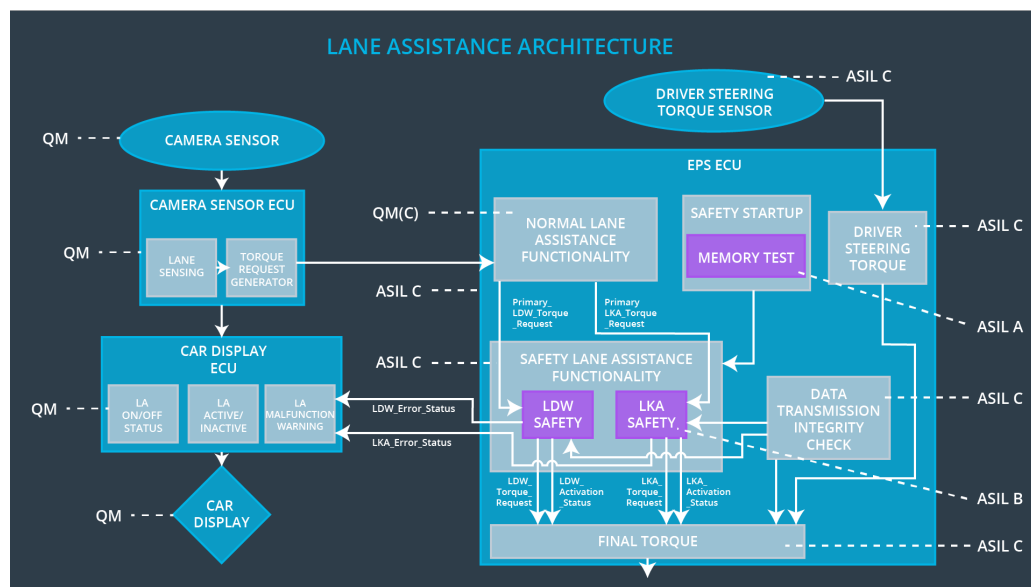 LANE ASSISTANCE ARCHITECTURE
ASIL C
DRIVER STEERING
TORQUE SENSOR
QM
CAMERA SENSOR
EPS ECU
CAMERA SENSOR ECU
QM(C)
NORMAL LANE
ASSISTANCE
FUNCTIONALITY
SAFETY STARTUP
MEMORY TEST
DRIVER
STEERING
TORQUE
ASIL C
QM
LANE
SENSING
TORQUE
REQUEST
GENERATOR
ASIL C
Primary_
LDW_Torque
_Request
Primary
LKA_Torque
_Request
ASIL A
CAR DISPLAY
ECU
ASIL C
SAFETY LANE ASSISTANCE
FUNCTIONALITY
QM
LA
ON/OFF
STATUS
LA
ACTIVE/
INACTIVE
LA
MALFUNCTION
WARNING
LDW_Error_Status
LKA_Error_Status
LDW
SAFETY
LKA
SAFETY
DATA
TRANSMISSION
INTEGRITY
CHECK
ASIL C
LDW_
Torque_
Request
LDW_
Activation
_Status
LKA_
Torque_
Request
LKA_
Activation
_Status
ASIL B
QM
CAR
DISPLAY
FINAL TORQUE
ASIL C